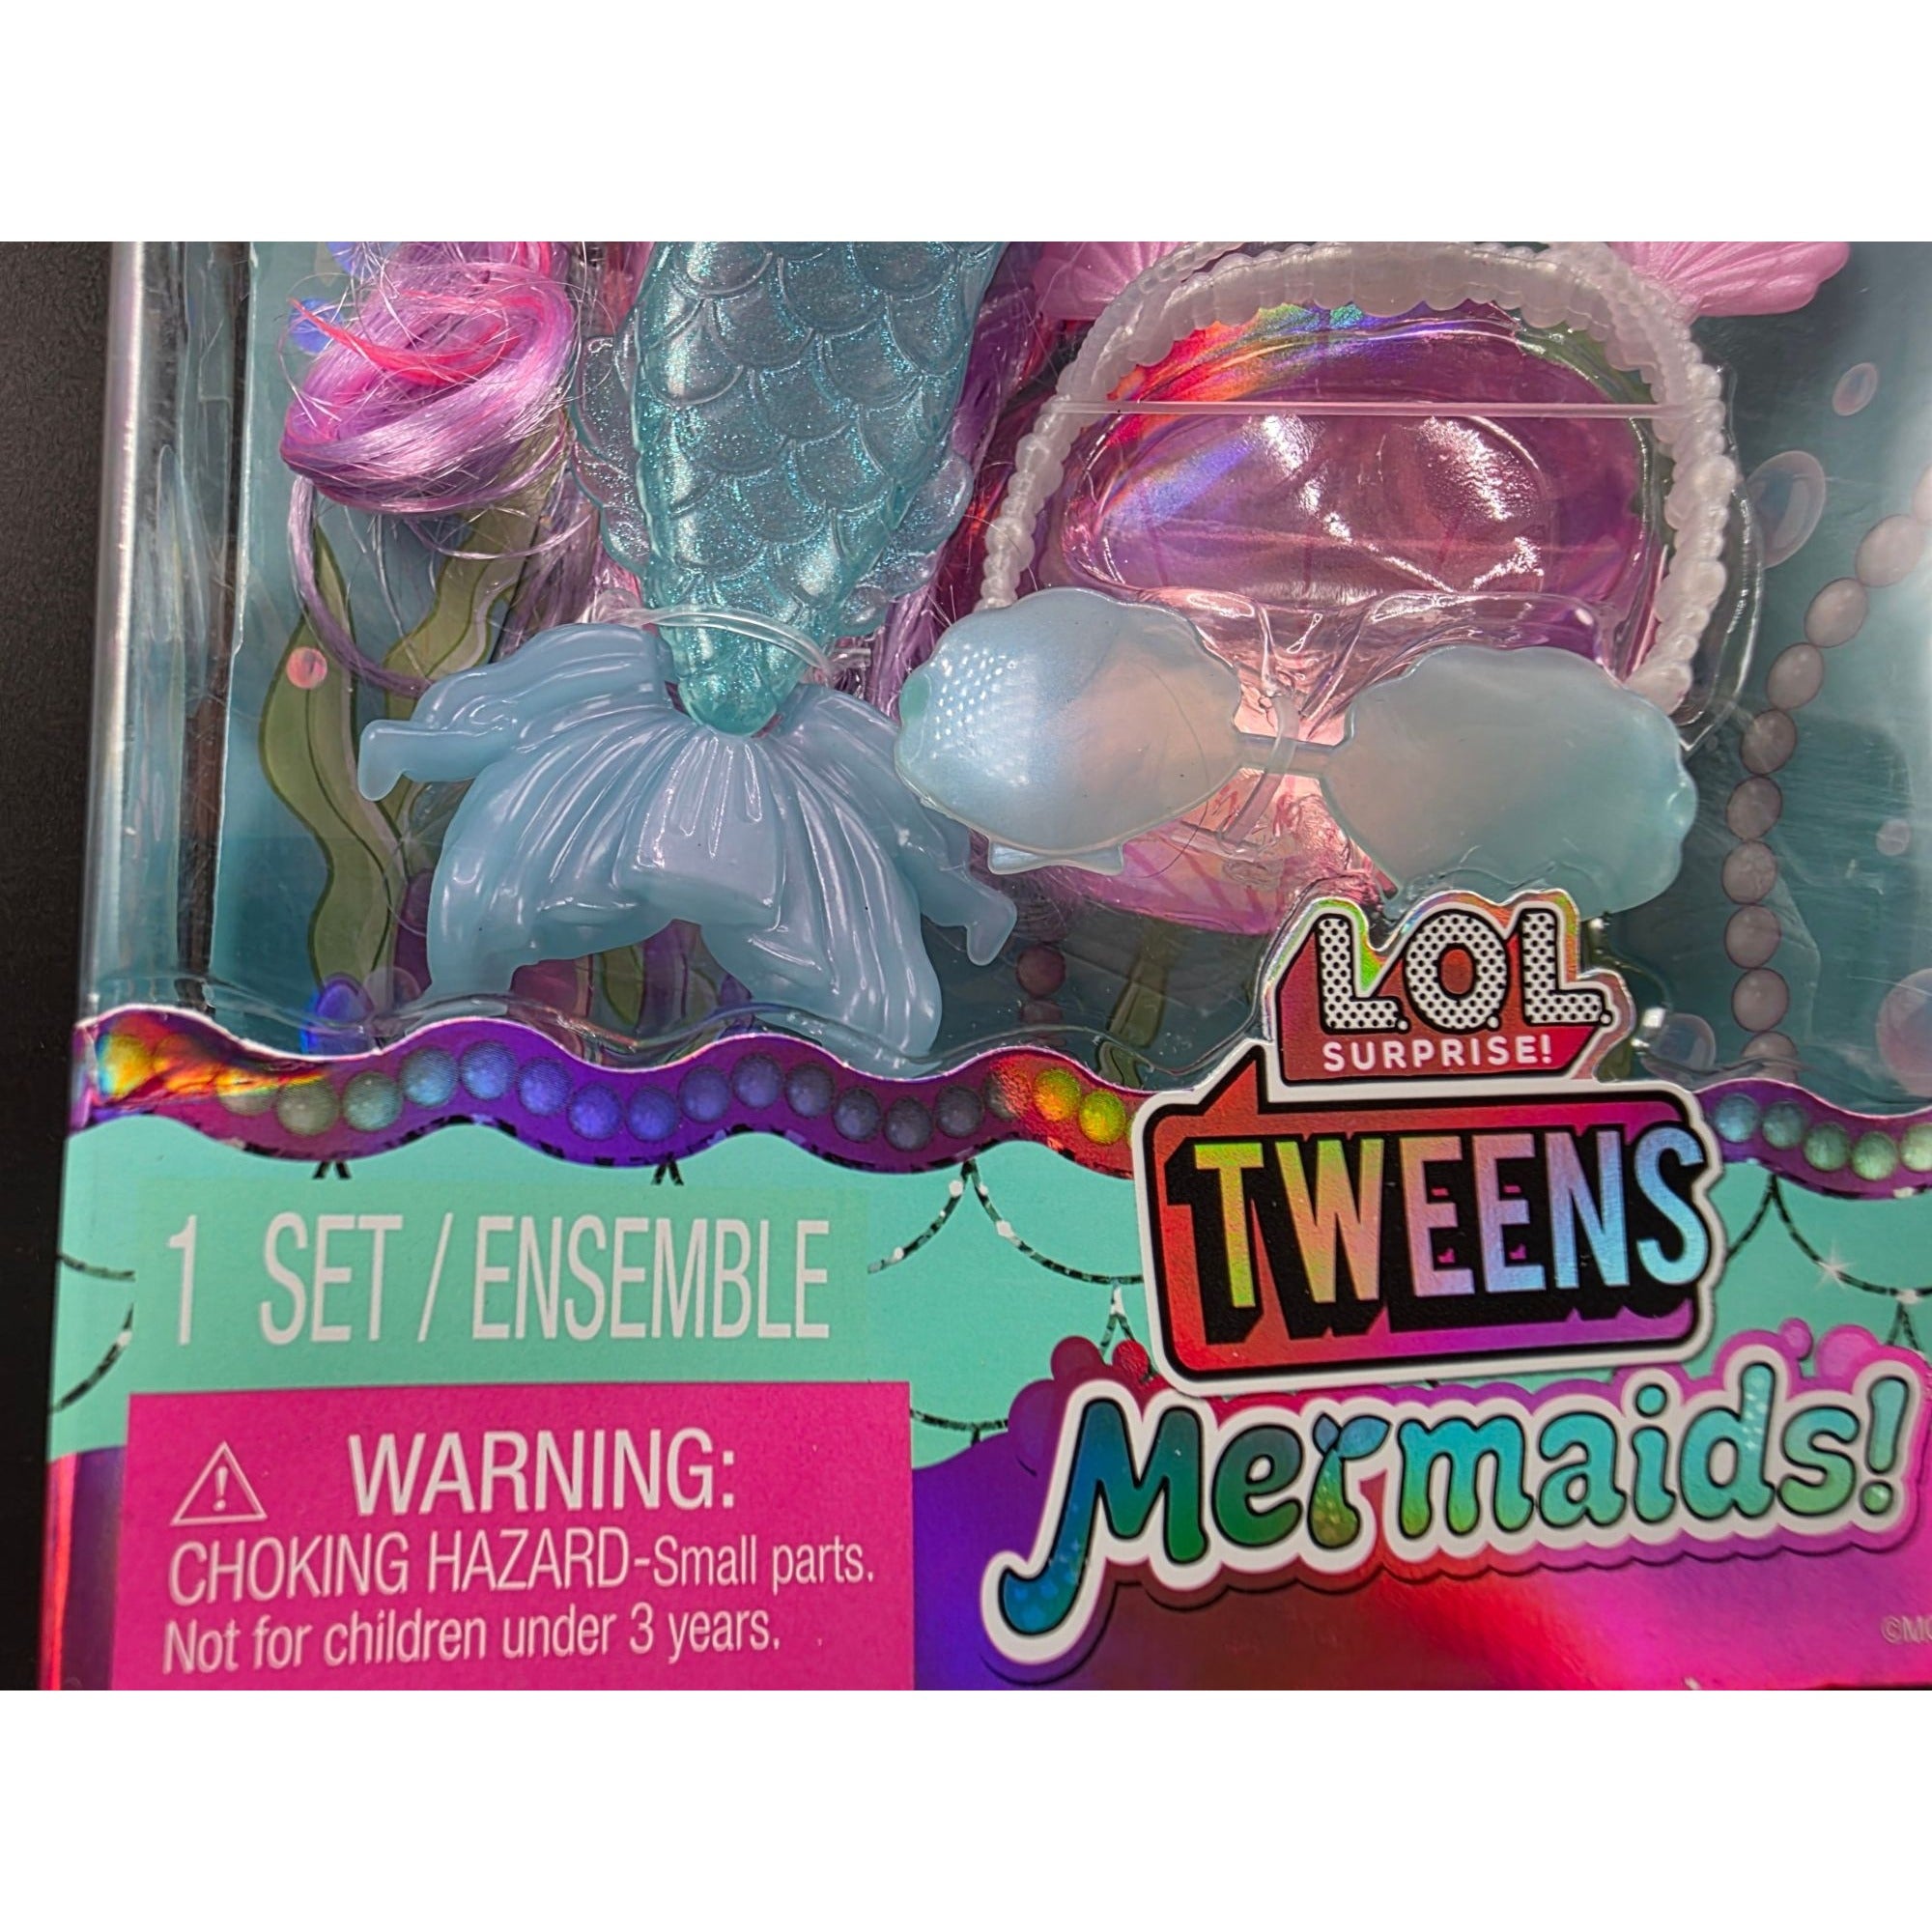 L.O.L.
SURPRISE!
TWEENS
Mermaids!
1 SET / ENSEMBLE
WARNING:
CHOKING HAZARD-Small parts.
Not for children under 3 years.